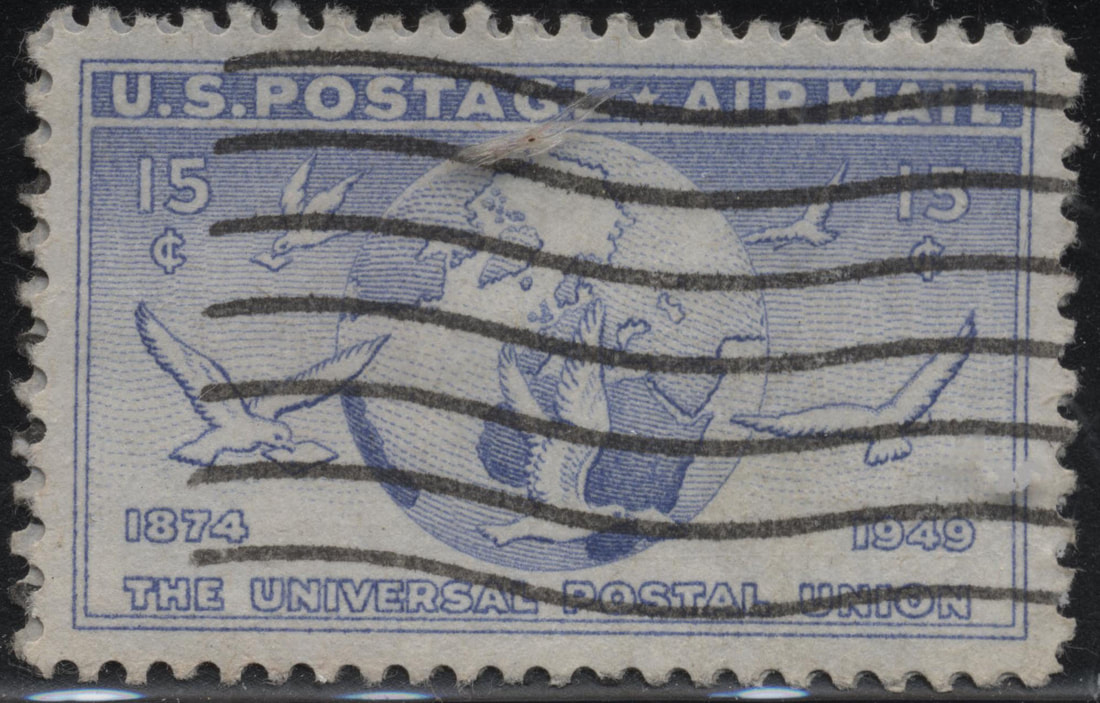 U.S.POSTAGE ★ AIR MAIL
15 ¢
15 ¢
1874
1949
THE UNIVERSAL POSTAL UNION